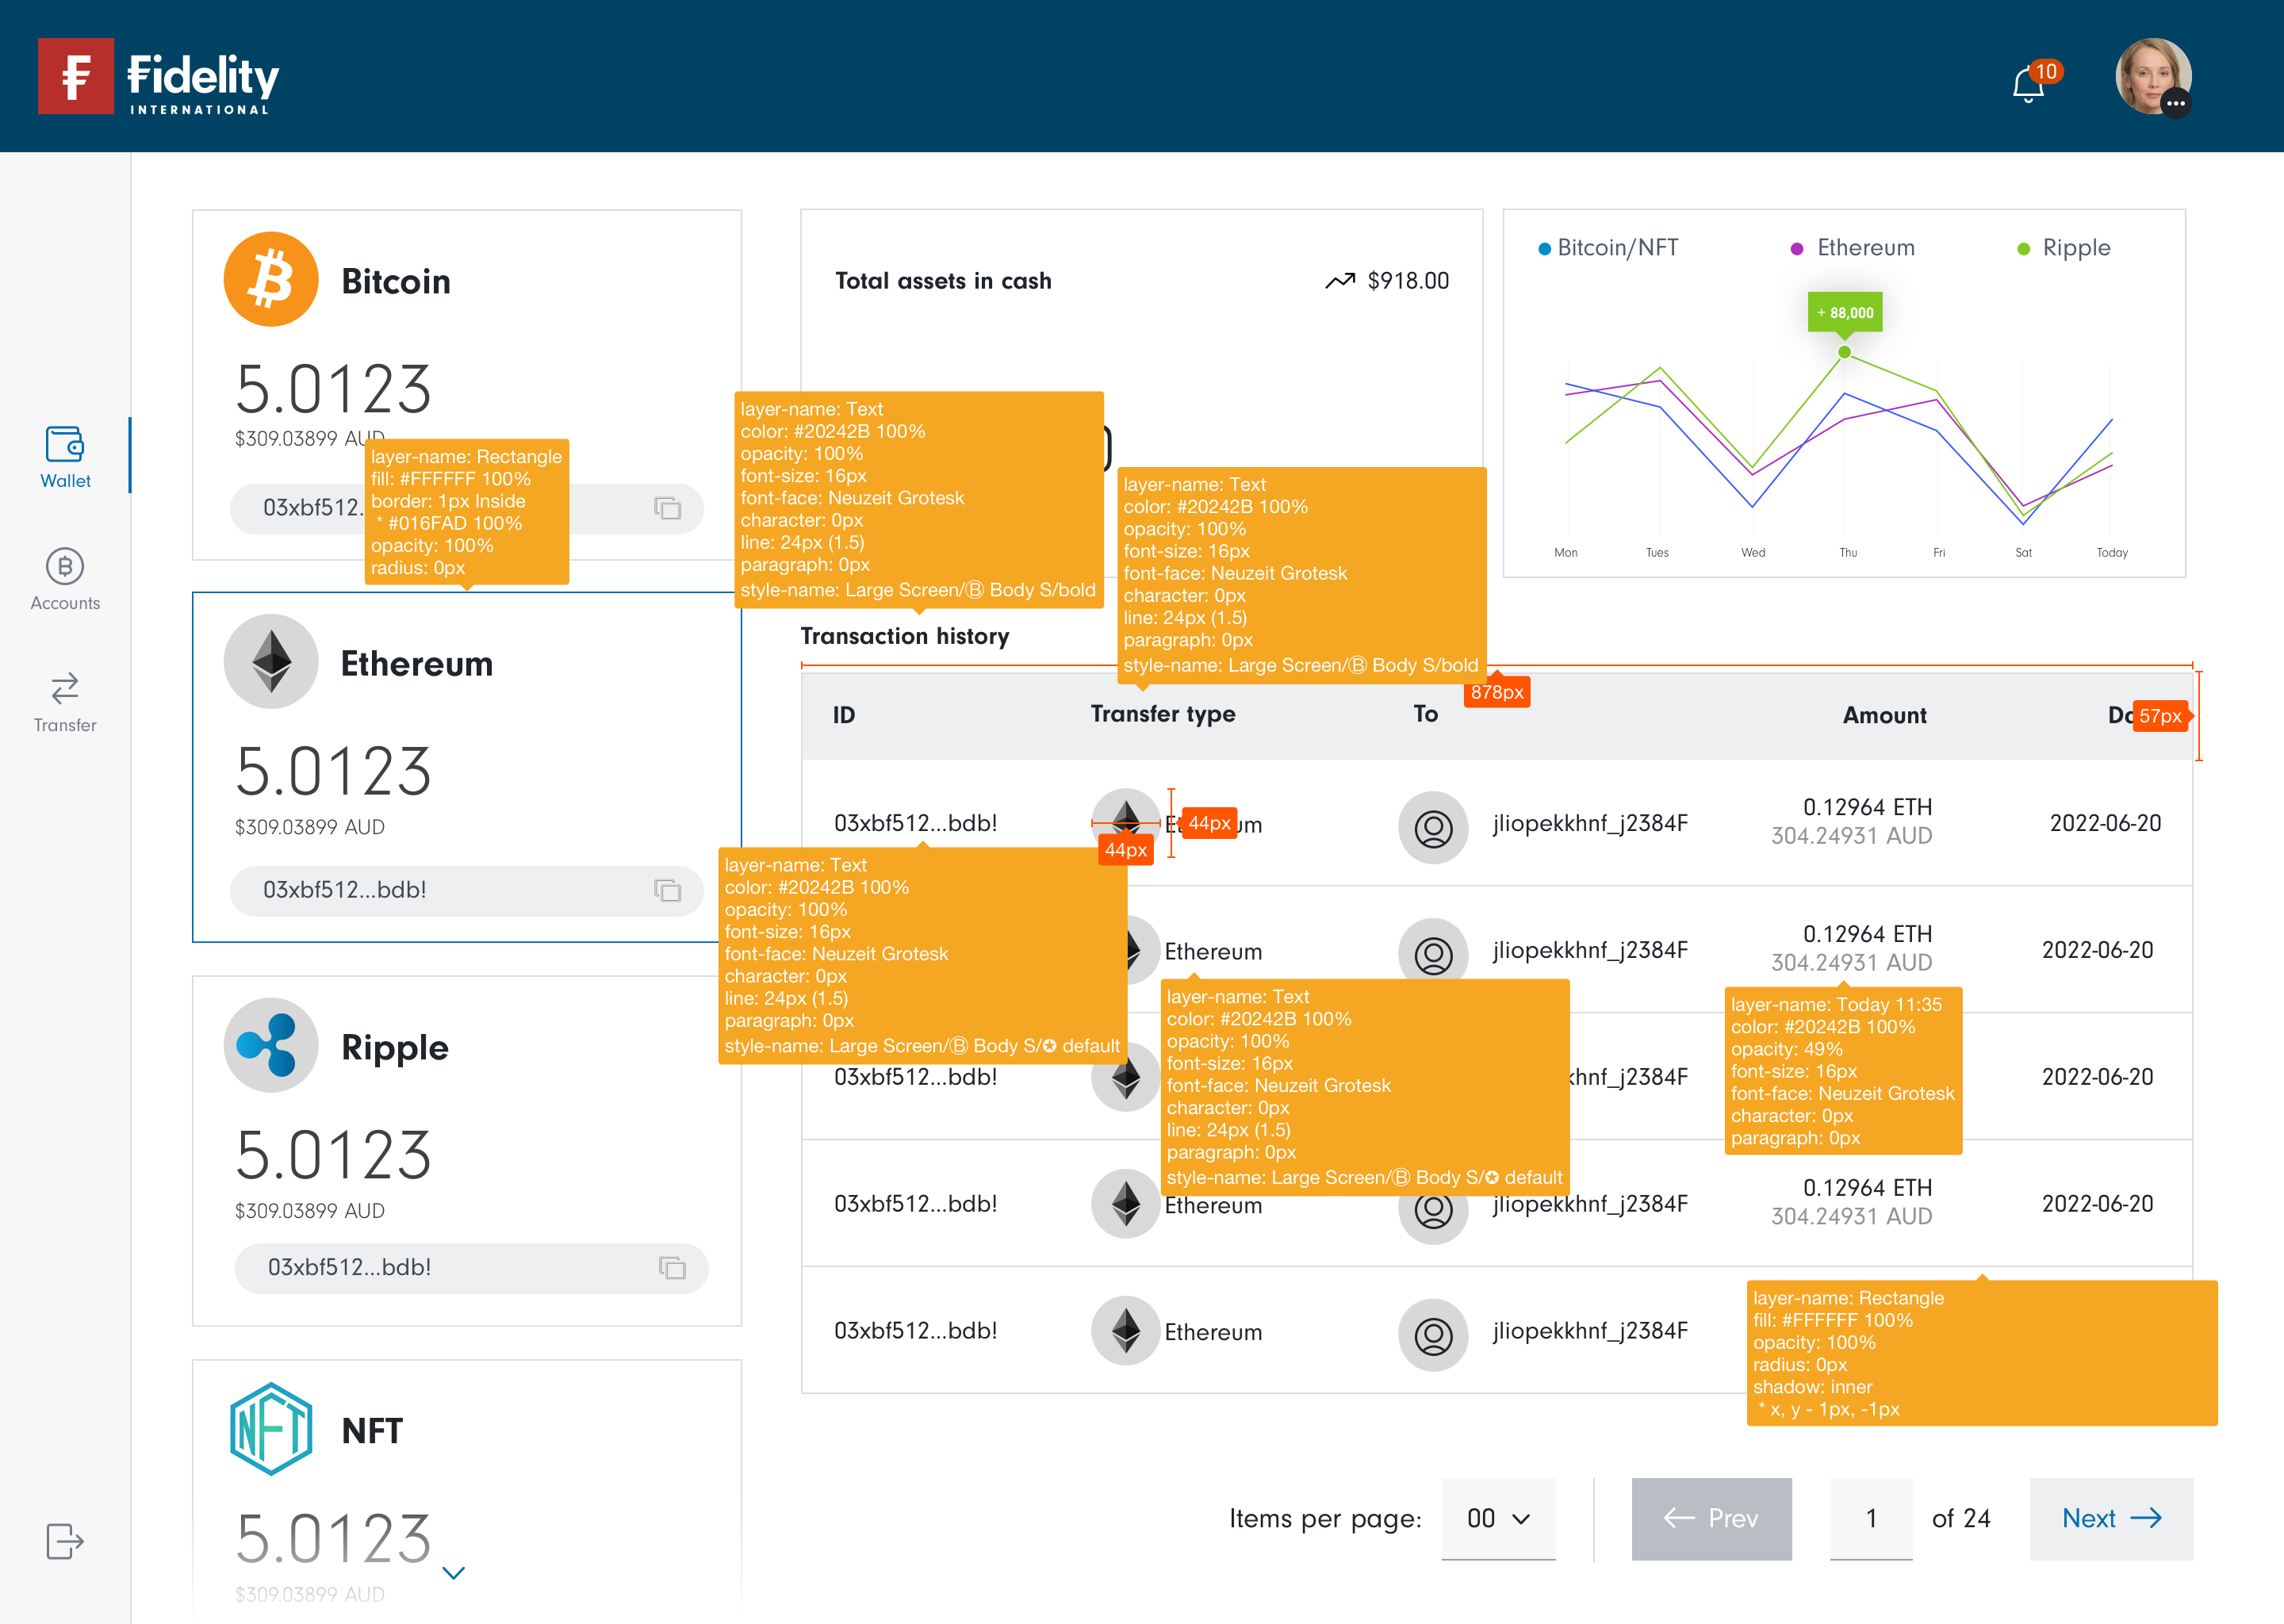 Fidelity
INTERNATIONAL
10
Wallet
Accounts
Transfer
Bitcoin
5.0123
$309.03899 AUD
03xbf512.
layer-name: Rectangle
fill: #FFFFFF 100%
border: 1px Inside
* #016FAD 100%
opacity: 100%
radius: 0px
Ethereum
5.0123
$309.03899 AUD
03xbf512...bdb!
Ripple
5.0123
$309.03899 AUD
03xbf512...bdb!
NFT
5.0123
$309.03899 AUD
Total assets in cash
$918.00
layer-name: Text
color: #20242B 100%
opacity: 100%
font-size: 16px
font-face: Neuzeit Grotesk
character: 0px
line: 24px (1.5)
paragraph: 0px
style-name: Large Screen/Ⓑ Body S/bold
layer-name: Text
color: #20242B 100%
opacity: 100%
font-size: 16px
font-face: Neuzeit Grotesk
character: 0px
line: 24px (1.5)
paragraph: 0px
style-name: Large Screen/Ⓑ Body S/bold
Bitcoin/NFT Ethereum Ripple
+ 88,000
Mon Tues Wed Thu Fri Sat Today
Transaction history
878px
57px
ID Transfer type To Amount
03xbf512...bdb! jliopekkhnf_j2384F 0.12964 ETH 2022-06-20
304.24931 AUD
44px
44px
layer-name: Text
color: #20242B 100%
opacity: 100%
font-size: 16px
font-face: Neuzeit Grotesk
character: 0px
line: 24px (1.5)
paragraph: 0px
style-name: Large Screen/Ⓑ Body S/✪ default
Ethereum jliopekkhnf_j2384F 0.12964 ETH 2022-06-20
304.24931 AUD
layer-name: Text
color: #20242B 100%
opacity: 100%
font-size: 16px
font-face: Neuzeit Grotesk
character: 0px
line: 24px (1.5)
paragraph: 0px
style-name: Large Screen/Ⓑ Body S/✪ default
layer-name: Today 11:35
color: #20242B 100%
opacity: 49%
font-size: 16px
font-face: Neuzeit Grotesk
character: 0px
paragraph: 0px
03xbf512...bdb! khnf_j2384F 2022-06-20
03xbf512...bdb! Ethereum jliopekkhnf_j2384F 0.12964 ETH 2022-06-20
304.24931 AUD
03xbf512...bdb! Ethereum jliopekkhnf_j2384F
layer-name: Rectangle
fill: #FFFFFF 100%
opacity: 100%
radius: 0px
shadow: inner
* x, y - 1px, -1px
Items per page: 00 Prev 1 of 24 Next